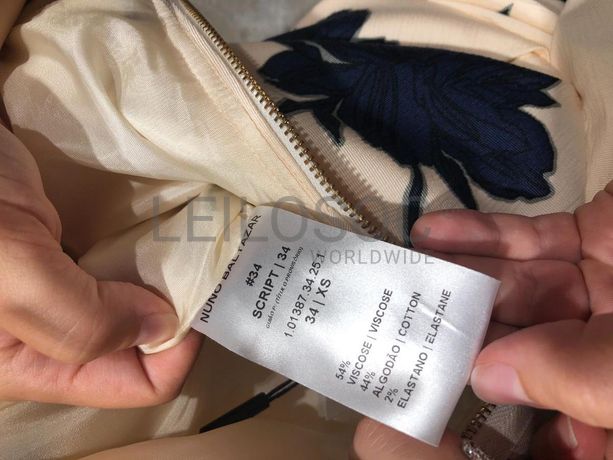 LEILOSOC
WORLDWIDE
NUNO BALTAZAR
#34
SCRIPT | 34
1.01387.34.25.1
34 | XS
54%
VISCOSE | VISCOSE
44%
ALGODÃO | COTTON
2%
ELASTANO | ELASTANE